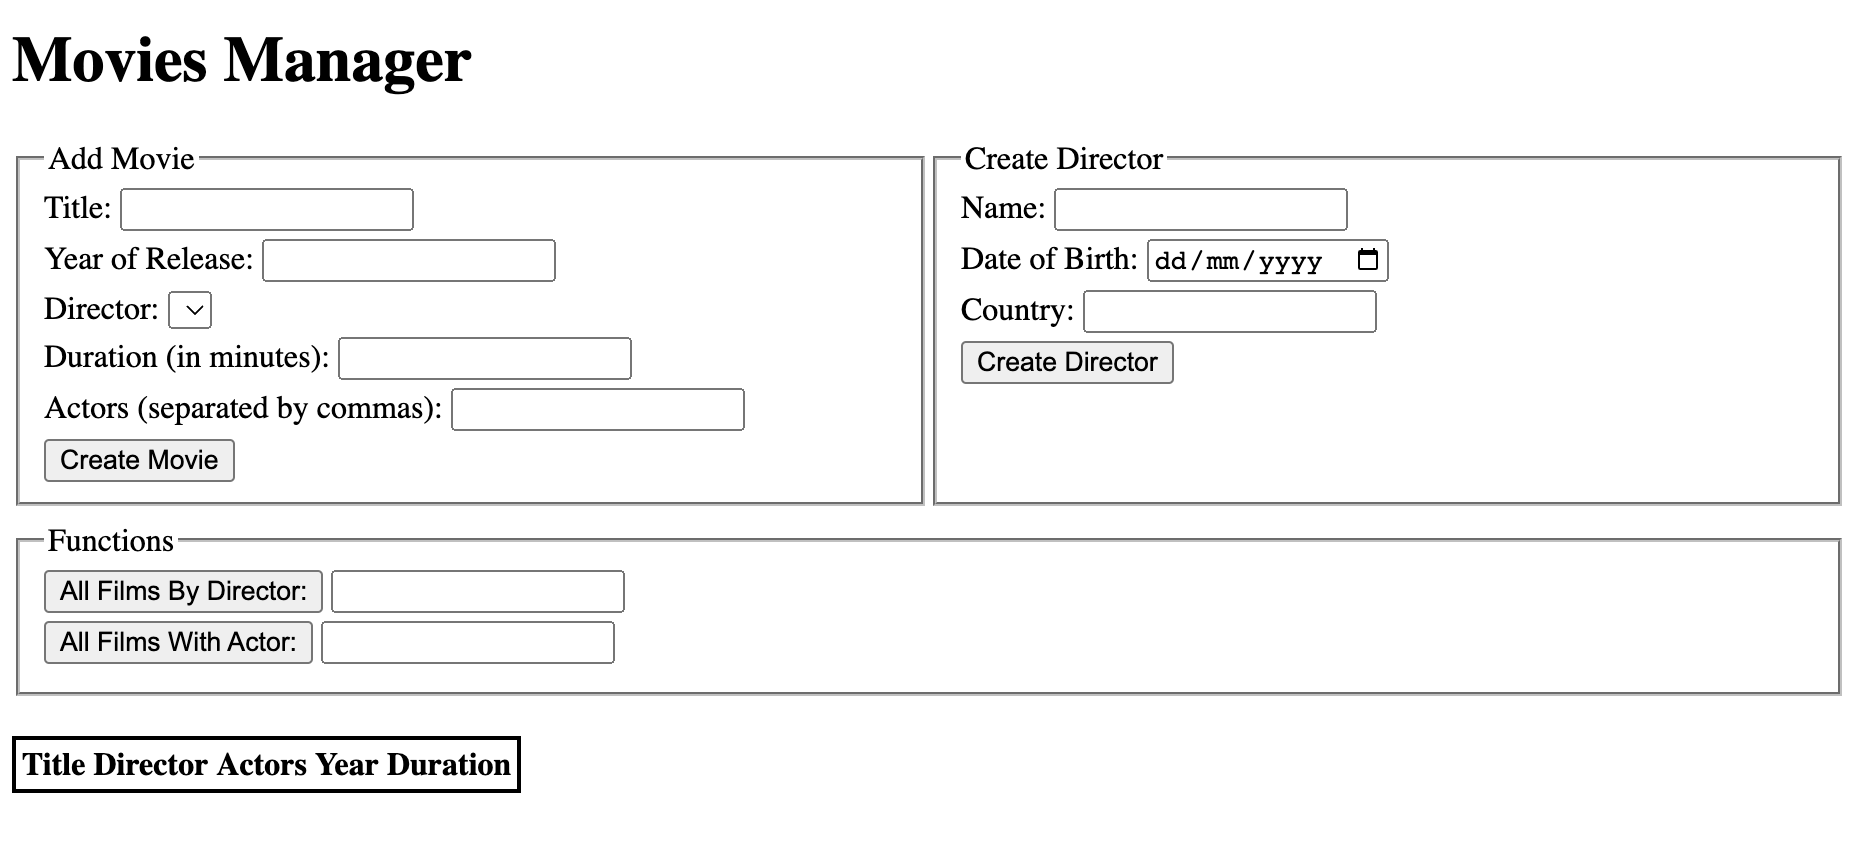 Movies Manager
Add Movie
Title:
Year of Release:
Director:
Duration (in minutes):
Actors (separated by commas):
Create Movie
Create Director
Name:
Date of Birth: dd/mm/yyyy
Country:
Create Director
Functions
All Films By Director:
All Films With Actor:
Title Director Actors Year Duration